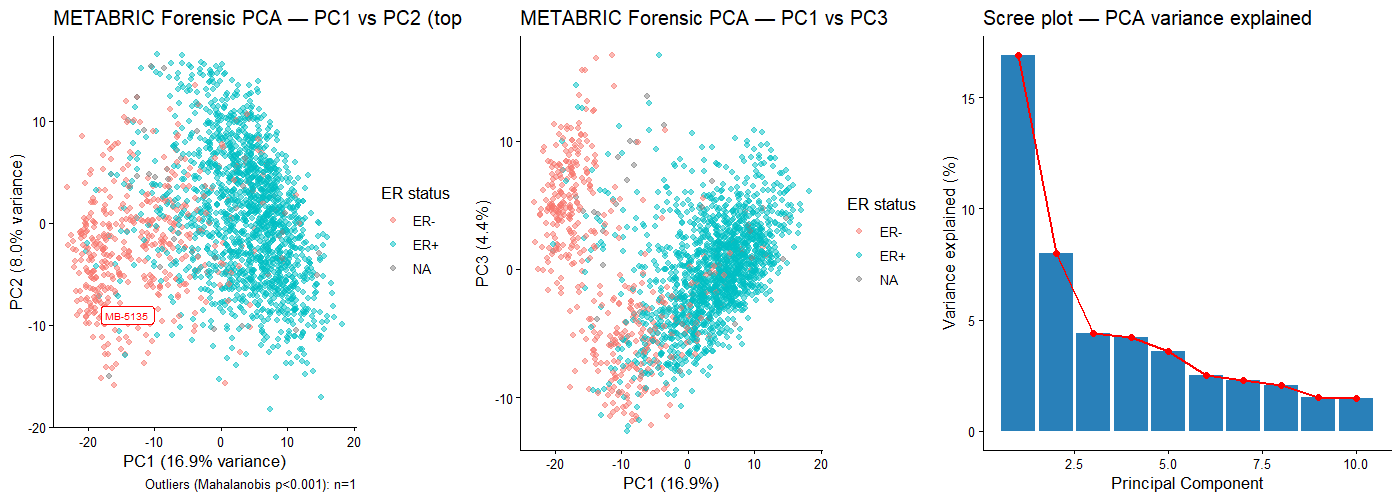 METABRIC Forensic PCA — PC1 vs PC2 (top
10
0
-10
-20
PC2 (8.0% variance)
MB-5135
-20 -10 0 10 20
PC1 (16.9% variance)
Outliers (Mahalanobis p<0.001): n=1
ER status
ER-
ER+
NA
METABRIC Forensic PCA — PC1 vs PC3
10
0
-10
PC3 (4.4%)
-20 -10 0 10 20
PC1 (16.9%)
ER status
ER-
ER+
NA
Scree plot — PCA variance explained
15
10
5
0
Variance explained (%)
2.5 5.0 7.5 10.0
Principal Component